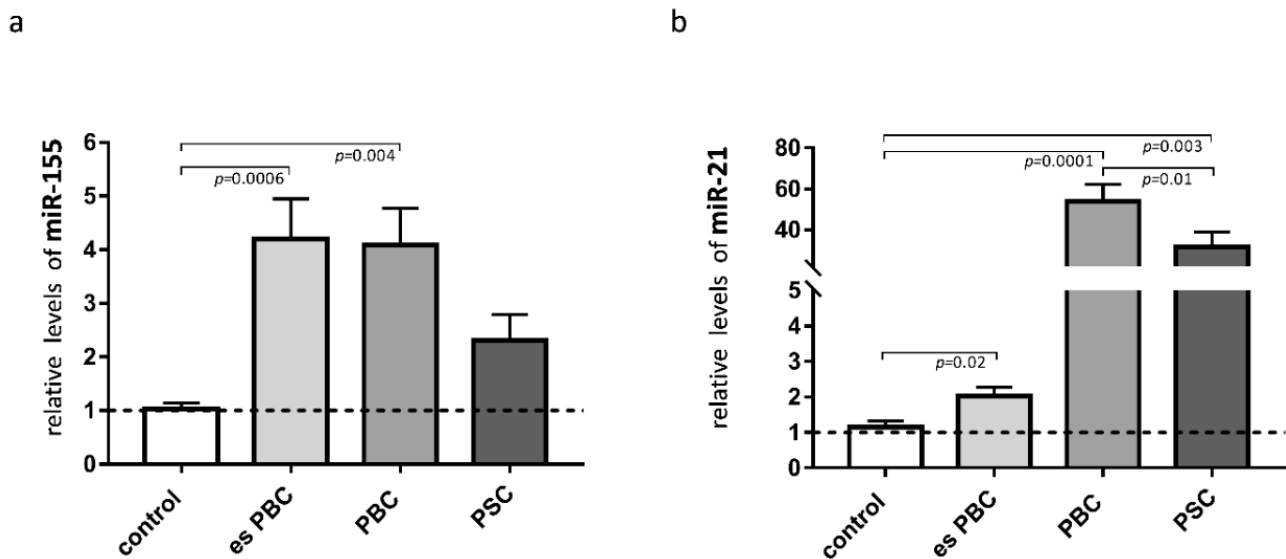 a
relative levels of miR-155
6
5
4
3
2
1
0
p=0.004
p=0.0006
control
es PBC
PBC
PSC
b
relative levels of miR-21
80
60
40
5
4
3
2
1
0
p=0.003
p=0.0001
p=0.01
p=0.02
control
es PBC
PBC
PSC